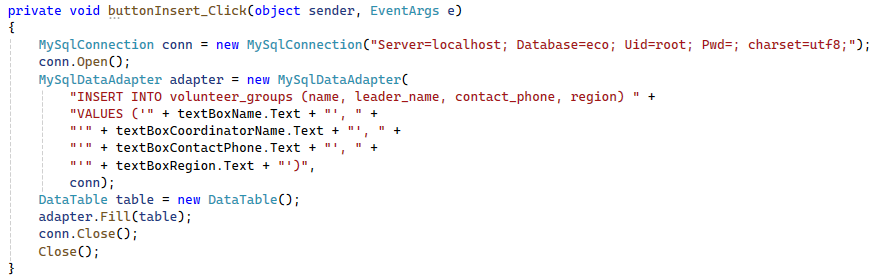 private void buttonInsert_Click(object sender, EventArgs e)
{
    MySqlConnection conn = new MySqlConnection("Server=localhost; Database=eco; Uid=root; Pwd=; charset=utf8;");
    conn.Open();
    MySqlDataAdapter adapter = new MySqlDataAdapter(
        "INSERT INTO volunteer_groups (name, leader_name, contact_phone, region) " +
        "VALUES ('" + textBoxName.Text + "', " +
        "'" + textBoxCoordinatorName.Text + "', " +
        "'" + textBoxContactPhone.Text + "', " +
        "'" + textBoxRegion.Text + "')",
        conn);
    DataTable table = new DataTable();
    adapter.Fill(table);
    conn.Close();
    Close();
}